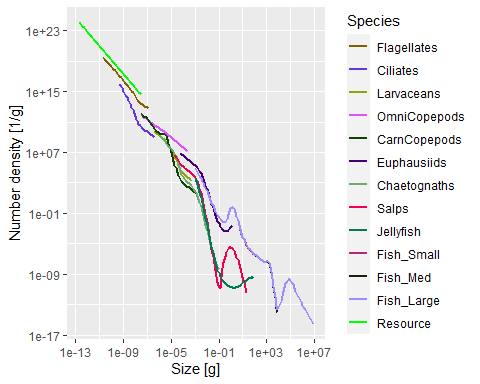 Number density [1/g]
1e+23
1e+15
1e+07
1e-01
1e-09
1e-17
1e-13
1e-09
1e-05
1e-01
1e+03
1e+07
Size [g]
Species
Flagellates
Ciliates
Larvaceans
OmniCopepods
CarnCopepods
Euphausiids
Chaetognaths
Salps
Jellyfish
Fish_Small
Fish_Med
Fish_Large
Resource